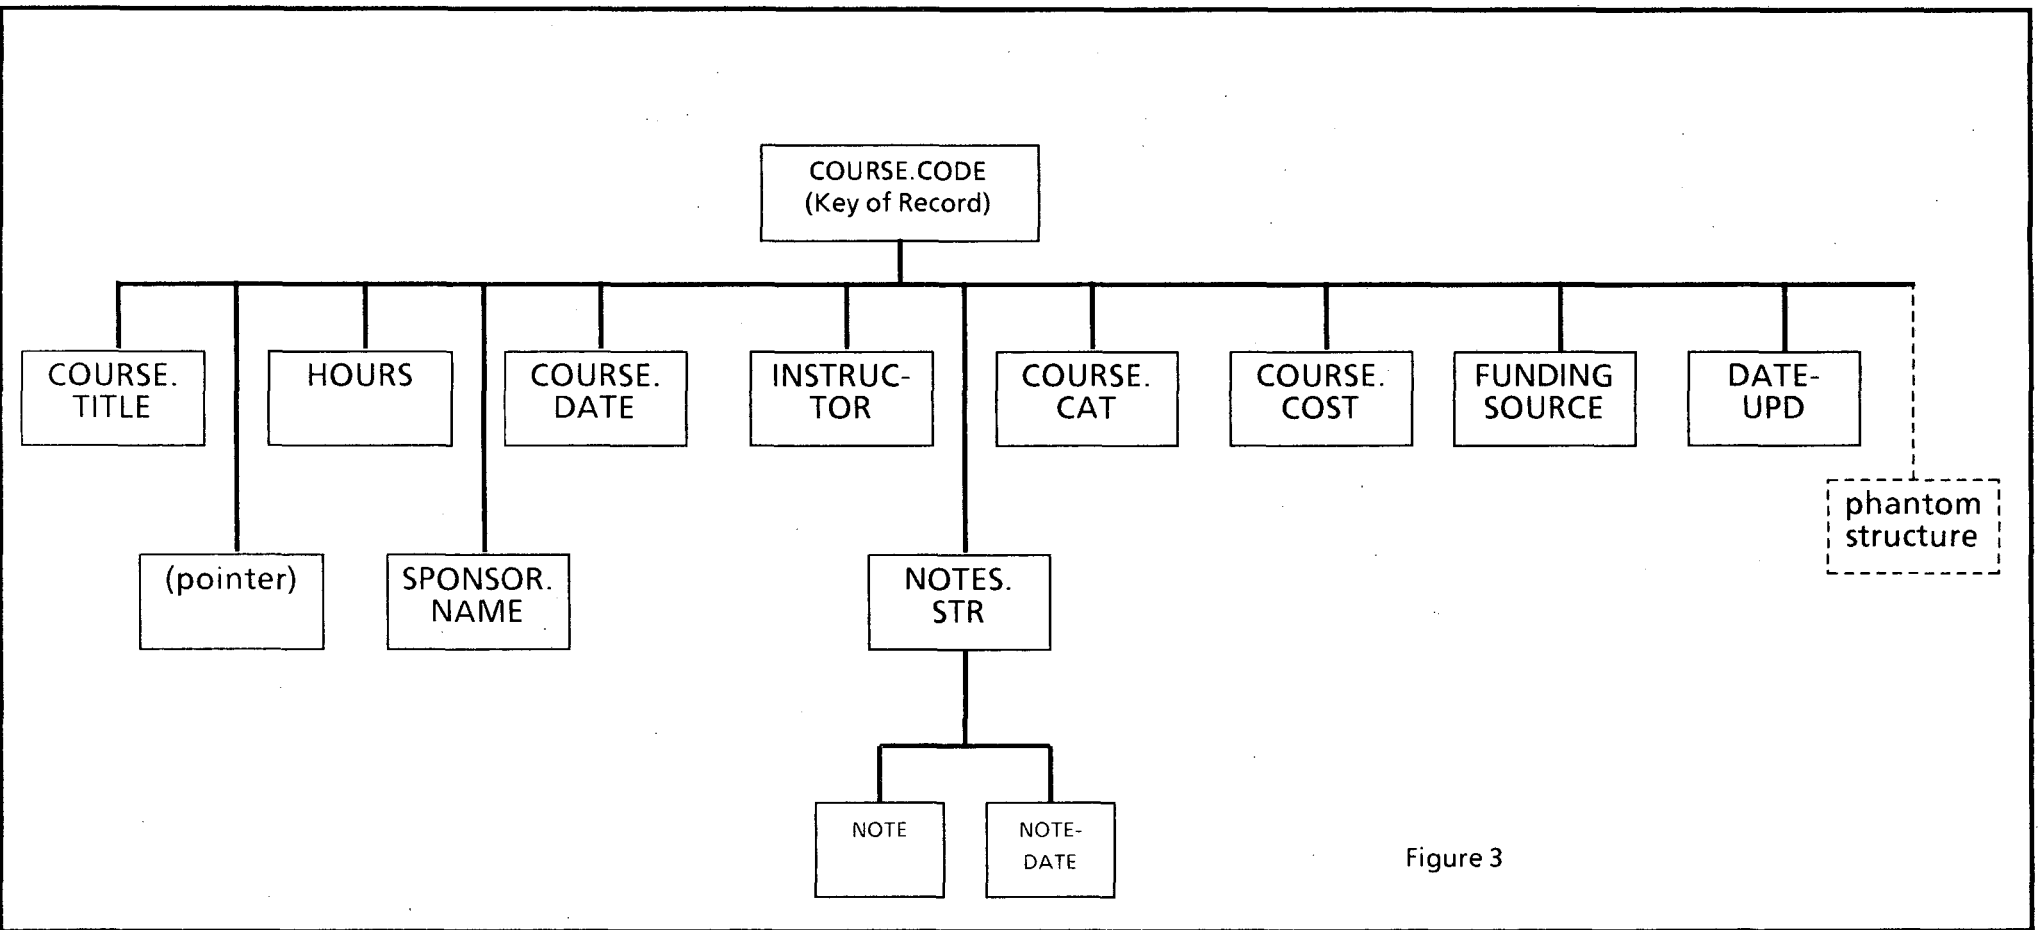 COURSE.CODE
(Key of Record)
COURSE.
TITLE
HOURS
COURSE.
DATE
INSTRUC-
TOR
COURSE.
CAT
COURSE.
COST
FUNDING
SOURCE
DATE-
UPD
phantom
structure
(pointer)
SPONSOR.
NAME
NOTES.
STR
NOTE
NOTE-
DATE
Figure 3